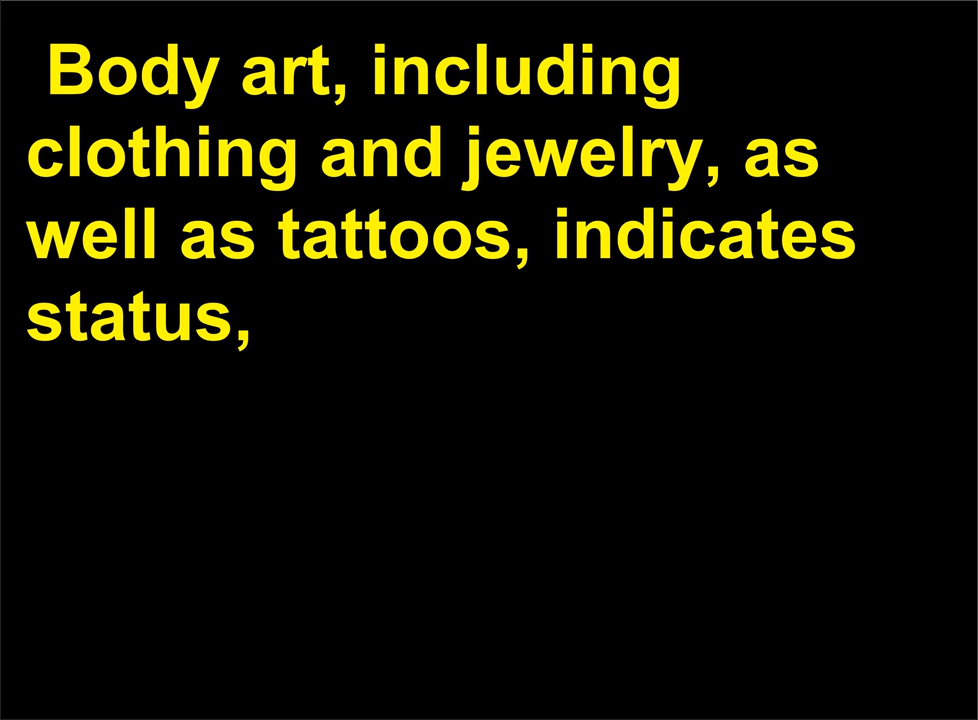 Body art, including
clothing and jewelry, as
well as tattoos, indicates
status,